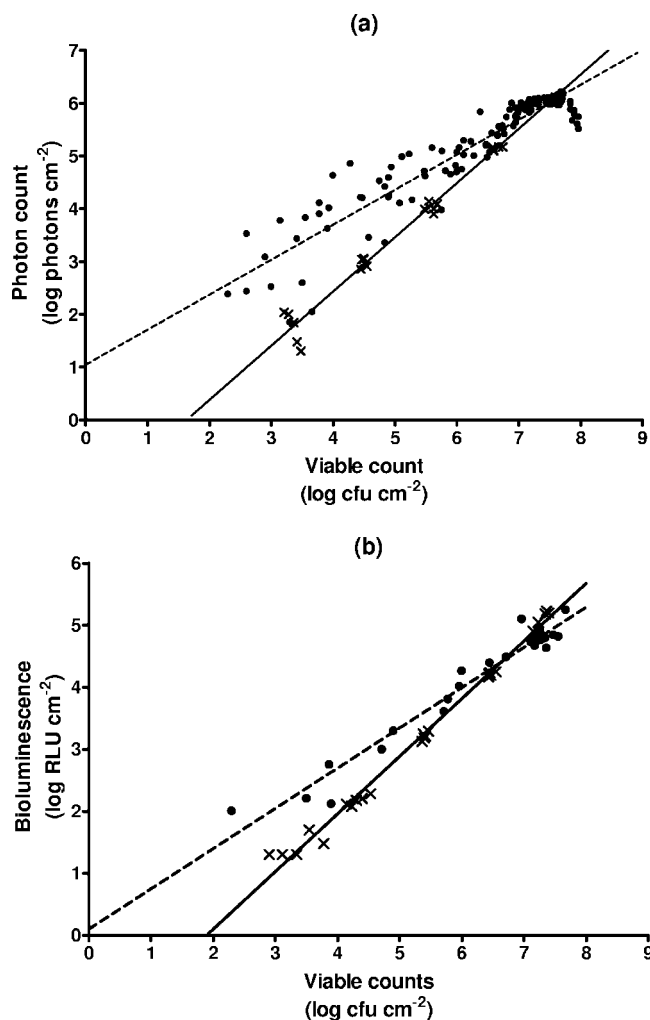 (a)
7
6
5
4
3
2
1
0
Photon count
(log photons cm-2)
0 1 2 3 4 5 6 7 8 9
Viable count
(log cfu cm-2)
(b)
6
5
4
3
2
1
0
Bioluminescence
(log RLU cm-2)
0 1 2 3 4 5 6 7 8 9
Viable counts
(log cfu cm-2)